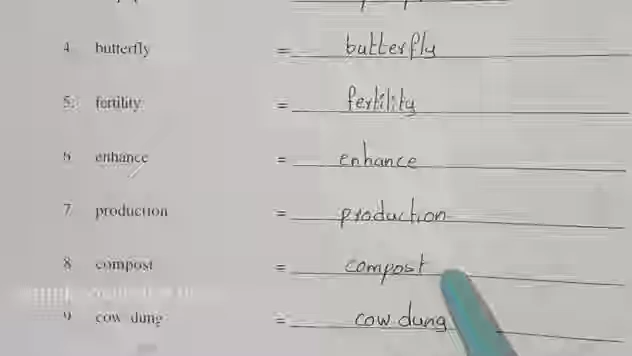 4. butterfly = butterfly
5. fertility = fertility
6. enhance = enhance
7. production = production
8. compost = compost
9. cow dung = cow dung